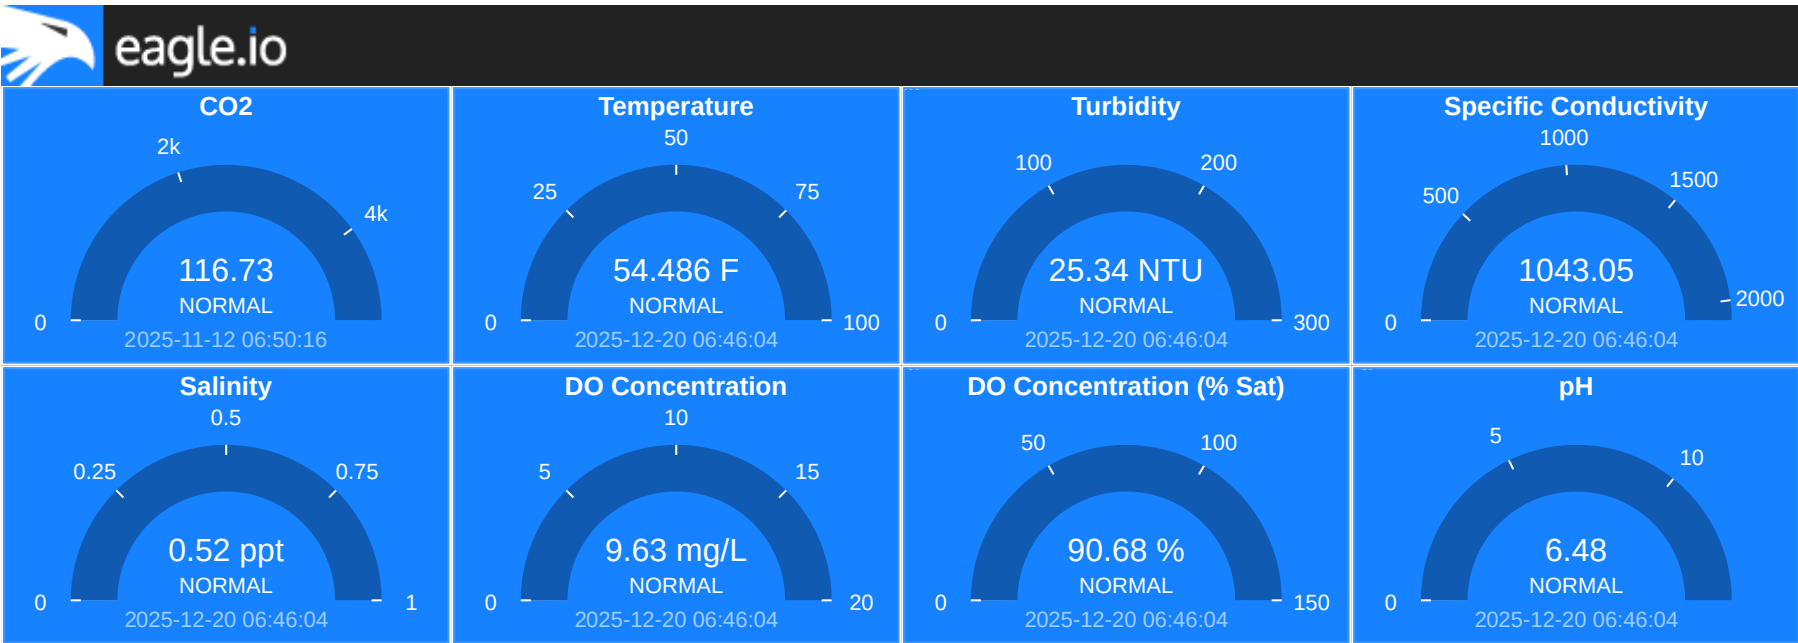 eagle.io
CO2
2k
4k
116.73
NORMAL
0
2025-11-12 06:50:16
Temperature
50
25
75
54.486 F
NORMAL
0
100
2025-12-20 06:46:04
Turbidity
100
200
25.34 NTU
NORMAL
0
300
2025-12-20 06:46:04
Specific Conductivity
1000
500
1500
1043.05
2000
NORMAL
0
2025-12-20 06:46:04
Salinity
0.5
0.25
0.75
0.52 ppt
NORMAL
0
1
2025-12-20 06:46:04
DO Concentration
10
5
15
9.63 mg/L
NORMAL
0
20
2025-12-20 06:46:04
DO Concentration (% Sat)
50
100
90.68 %
NORMAL
0
150
2025-12-20 06:46:04
pH
5
10
6.48
NORMAL
0
2025-12-20 06:46:04